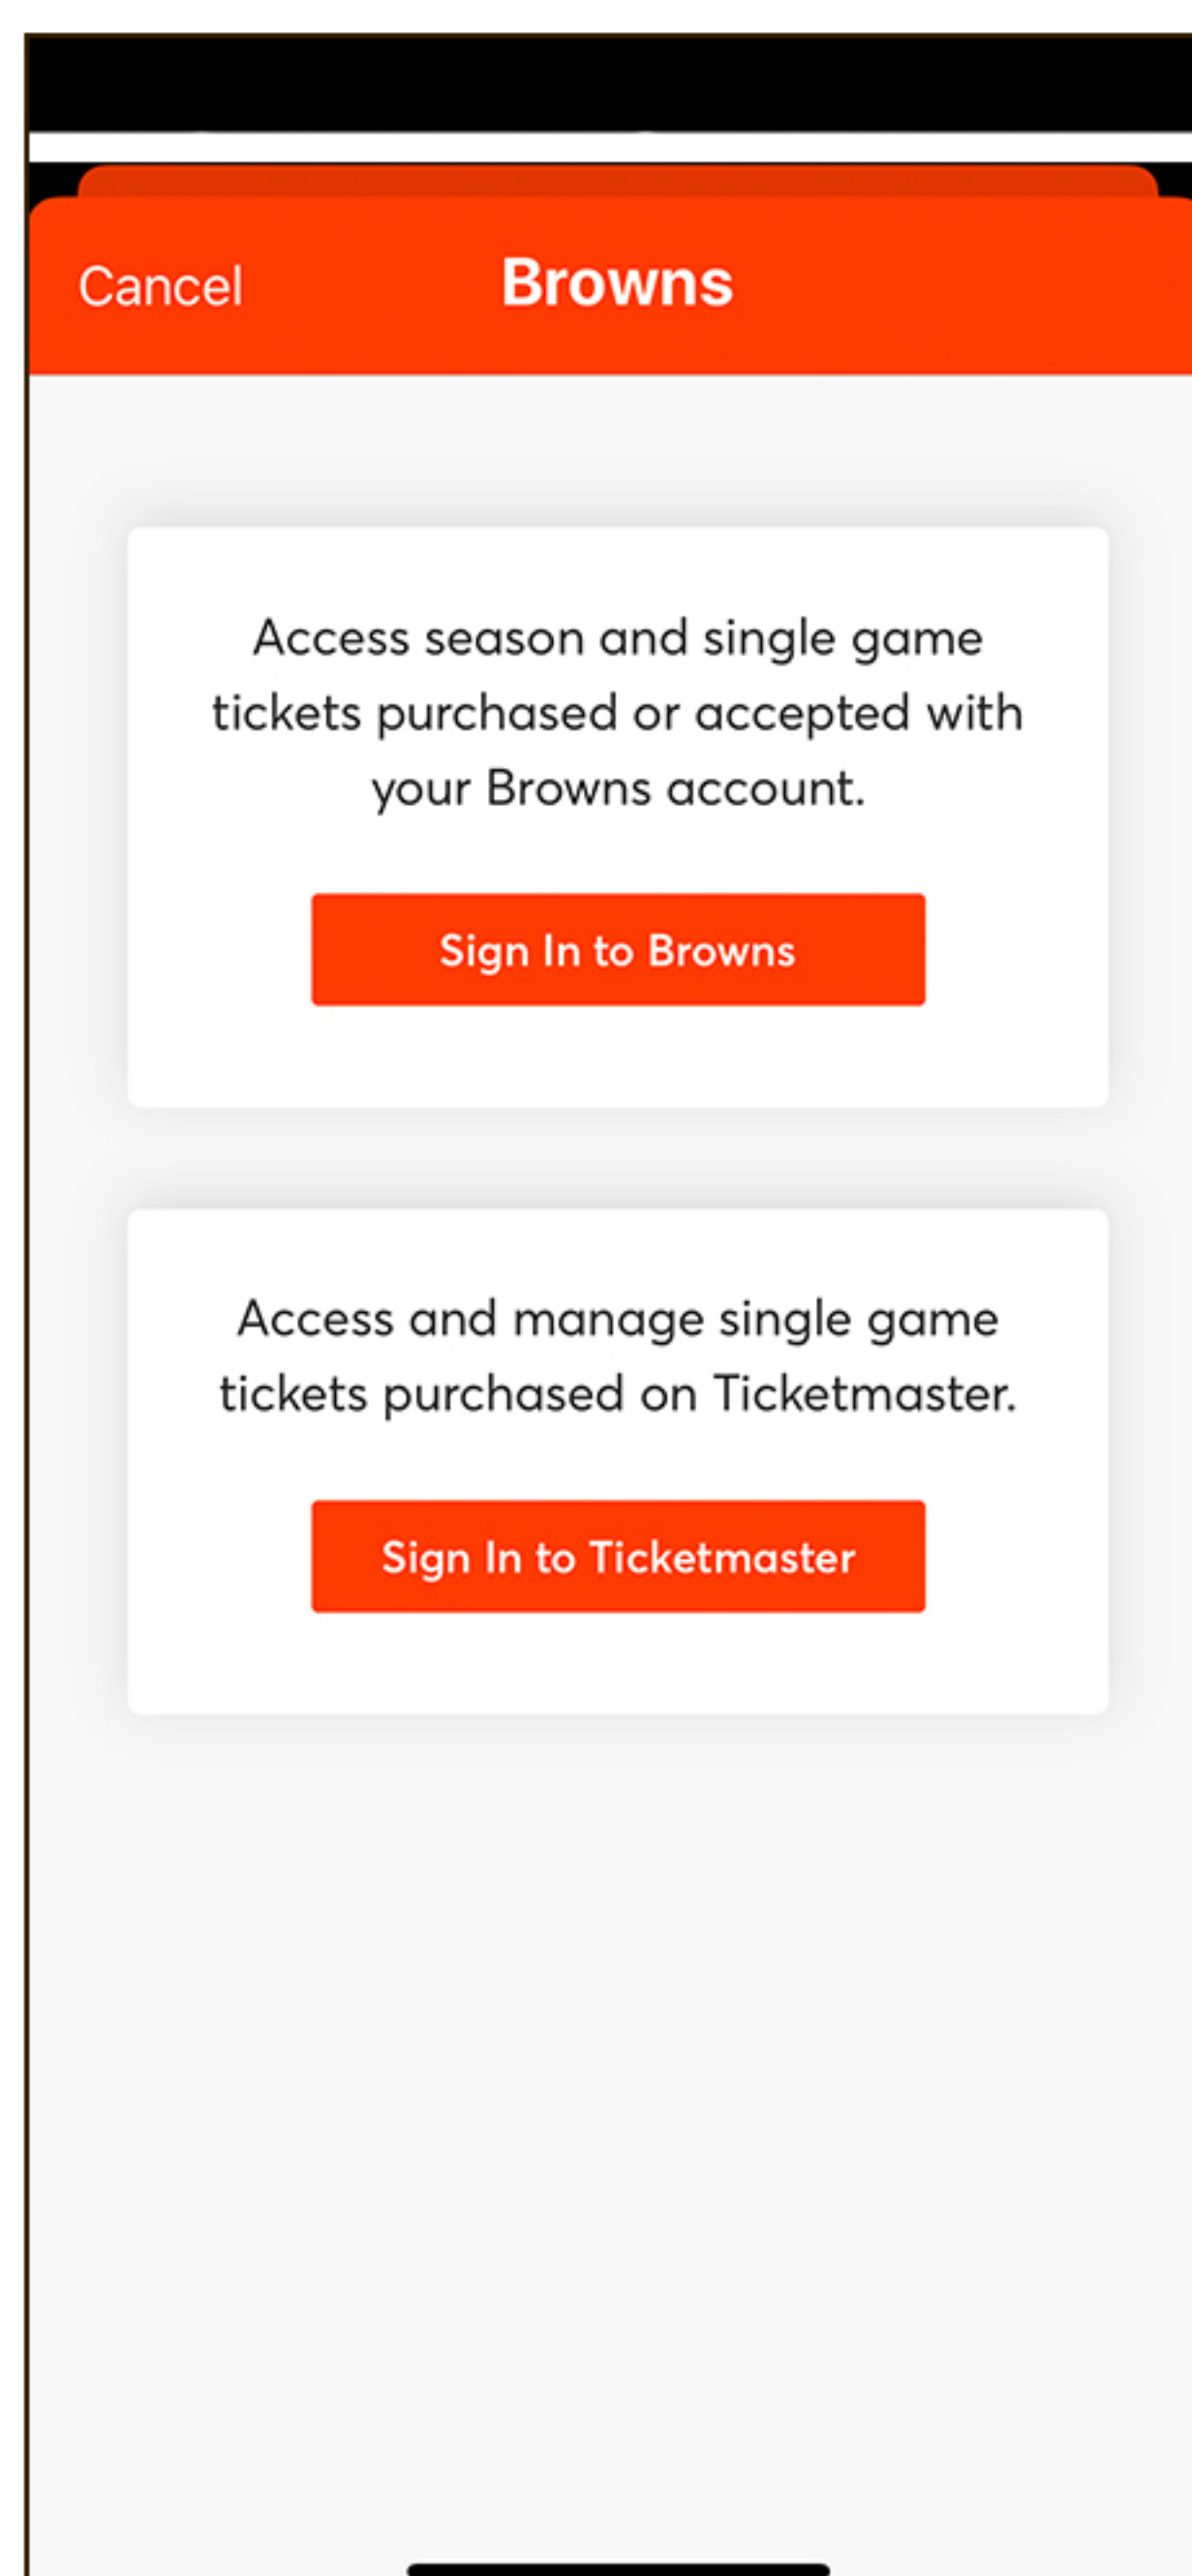 Cancel
Browns
Access season and single game
tickets purchased or accepted with
your Browns account.
Sign In to Browns
Access and manage single game
tickets purchased on Ticketmaster.
Sign In to Ticketmaster